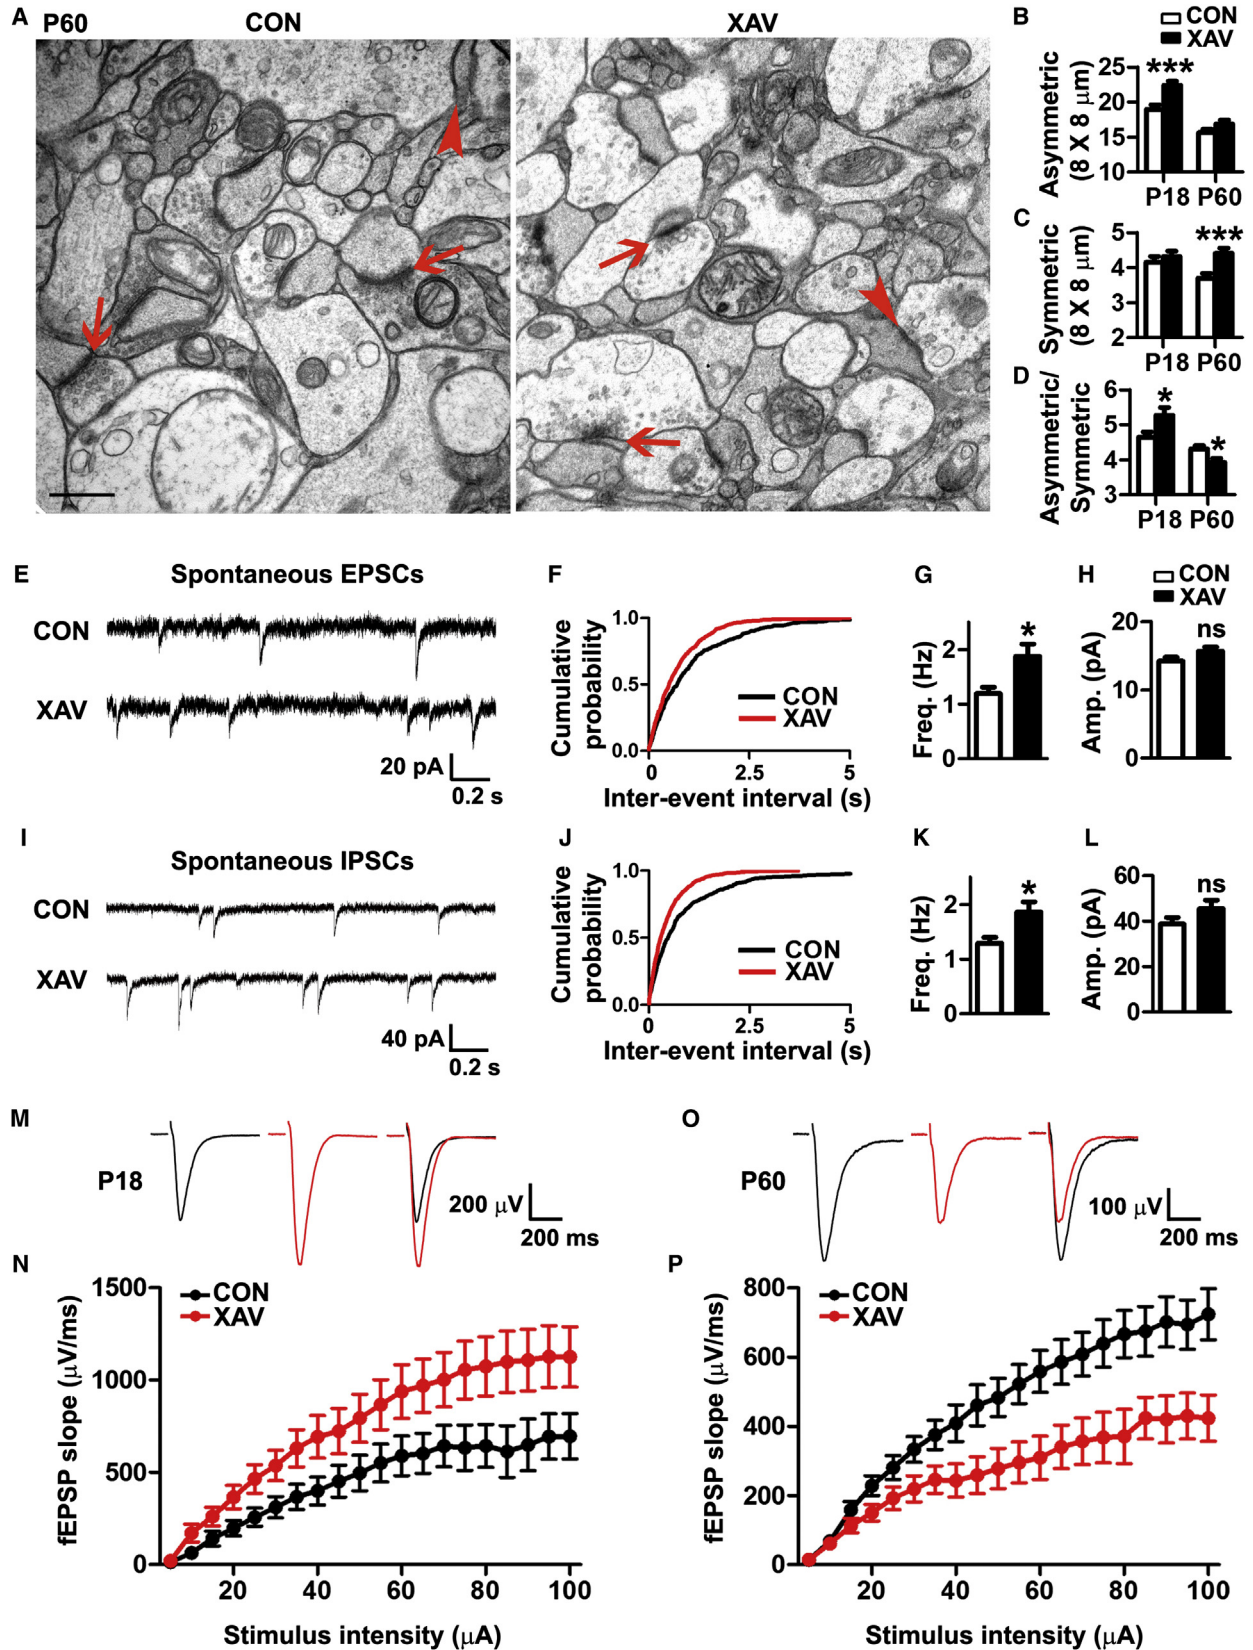 A P60 CON XAV
B CON
XAV
Asymmetric
(8 X 8 μm)
25
20
15
10
***
P18 P60
C
Symmetric
(8 X 8 μm)
5
4
3
2
***
P18 P60
D
Asymmetric/
Symmetric
6
5
4
3
*
*
P18 P60
E Spontaneous EPSCs
CON
XAV
20 pA
0.2 s
F
Cumulative
probability
1.0
0.5
0.0
CON
XAV
0 2.5 5
Inter-event interval (s)
G
Freq. (Hz)
2
1
0
*
H CON
XAV
Amp. (pA)
20
10
0
ns
I Spontaneous IPSCs
CON
XAV
40 pA
0.2 s
J
Cumulative
probability
1.0
0.5
0.0
CON
XAV
0 2.5 5
Inter-event interval (s)
K
Freq. (Hz)
2
1
0
*
L
Amp. (pA)
60
40
20
0
ns
M
P18
200 μV
200 ms
O
P60
100 μV
200 ms
N
fEPSP slope (μV/ms)
1500
1000
500
0
CON
XAV
20 40 60 80 100
Stimulus intensity (μA)
P
fEPSP slope (μV/ms)
800
600
400
200
0
CON
XAV
20 40 60 80 100
Stimulus intensity (μA)